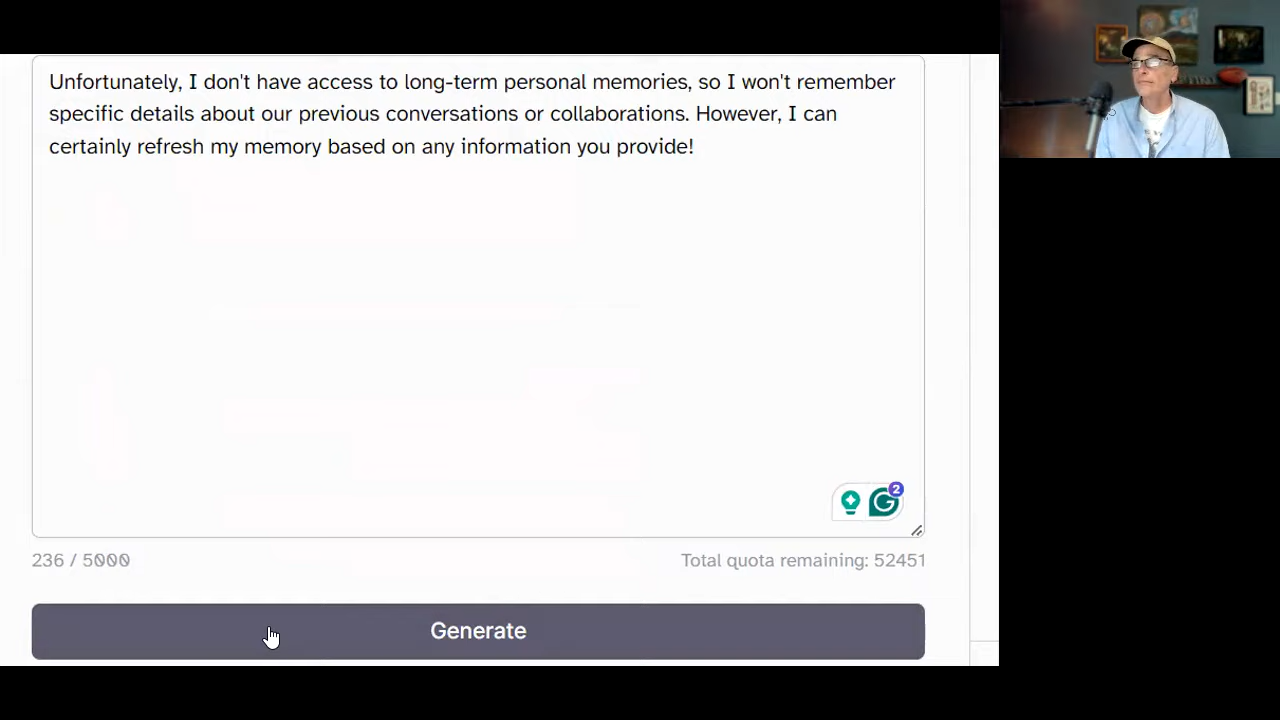 Unfortunately, I don't have access to long-term personal memories, so I won't remember
specific details about our previous conversations or collaborations. However, I can
certainly refresh my memory based on any information you provide!
2
236 / 5000
Total quota remaining: 52451
Generate